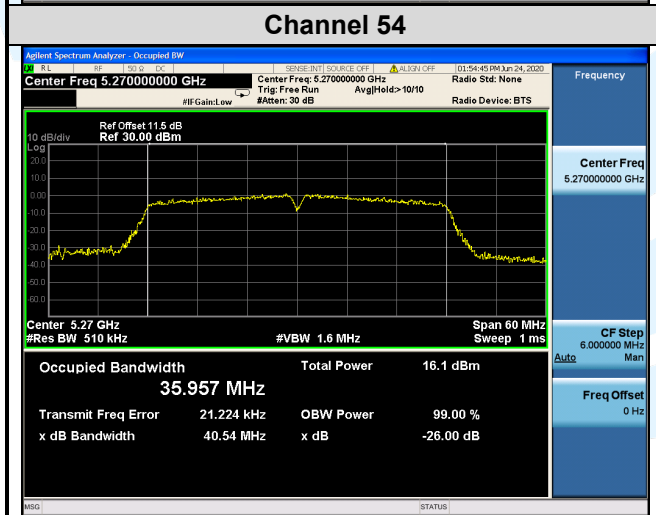 Channel 54
Agilent Spectrum Analyzer - Occupied BW
RL RF 50 Ω DC SENSE:INT SOURCE OFF ALIGN OFF 01:54:45 PM Jun 24, 2020
Center Freq 5.270000000 GHz
Center Freq: 5.270000000 GHz Radio Std: None
Trig: Free Run Avg|Hold:>10/10
#IFGain:Low #Atten: 30 dB Radio Device: BTS
Frequency
Ref Offset 11.5 dB
10 dB/div Ref 30.00 dBm
Log
20.0
10.0
0.00
-10.0
-20.0
-30.0
-40.0
-50.0
-60.0
Center Freq
5.270000000 GHz
Center 5.27 GHz Span 60 MHz
#Res BW 510 kHz #VBW 1.6 MHz Sweep 1 ms
CF Step
6.000000 MHz
Auto Man
Occupied Bandwidth Total Power 16.1 dBm
35.957 MHz
Transmit Freq Error 21.224 kHz OBW Power 99.00 %
x dB Bandwidth 40.54 MHz x dB -26.00 dB
Freq Offset
0 Hz
MSG STATUS